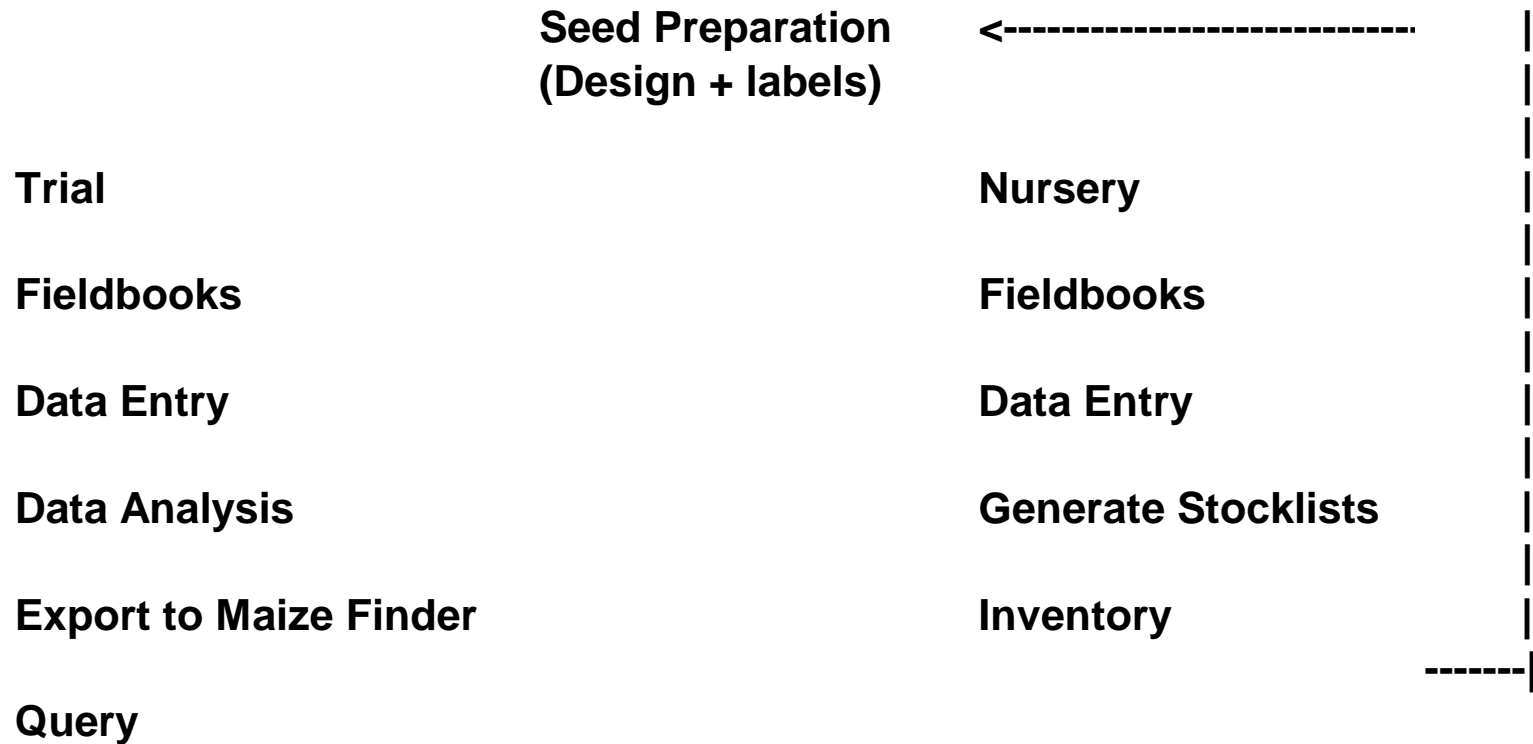 Seed Preparation <----------------------------
(Design + labels)
Trial Nursery
Fieldbooks Fieldbooks
Data Entry Data Entry
Data Analysis Generate Stocklists
Export to Maize Finder Inventory
-------|
Query